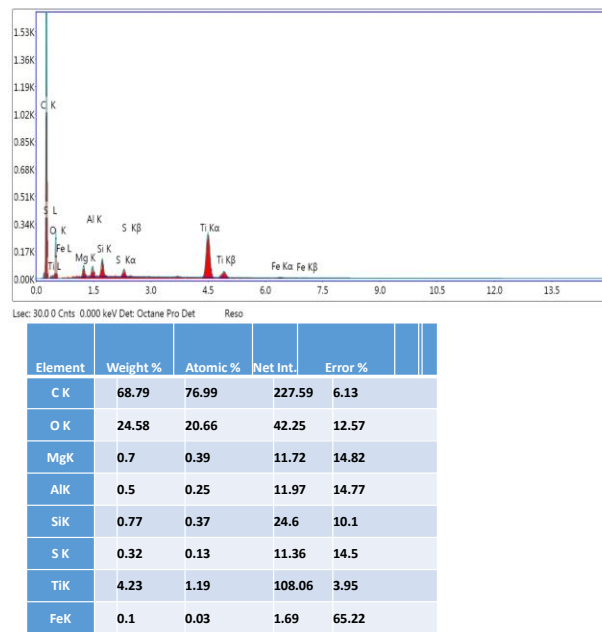 1.53K
1.36K
1.19K
1.02K
0.85K
0.68K
0.51K
0.34K
0.17K
0.00K
C K
S L
O K
Fe L
Ti L
Mg K
Al K
Si K
S Kβ
S Kα
Ti Kα
Ti Kβ
Fe Kα Fe Kβ
0.0 1.5 3.0 4.5 6.0 7.5 9.0 10.5 12.0 13.5
Lsec: 30.0 0 Cnts 0.000 keV Det: Octane Pro Det Reso
Element Weight % Atomic % Net Int. Error %
C K 68.79 76.99 227.59 6.13
O K 24.58 20.66 42.25 12.57
MgK 0.7 0.39 11.72 14.82
AlK 0.5 0.25 11.97 14.77
SiK 0.77 0.37 24.6 10.1
S K 0.32 0.13 11.36 14.5
TiK 4.23 1.19 108.06 3.95
FeK 0.1 0.03 1.69 65.22